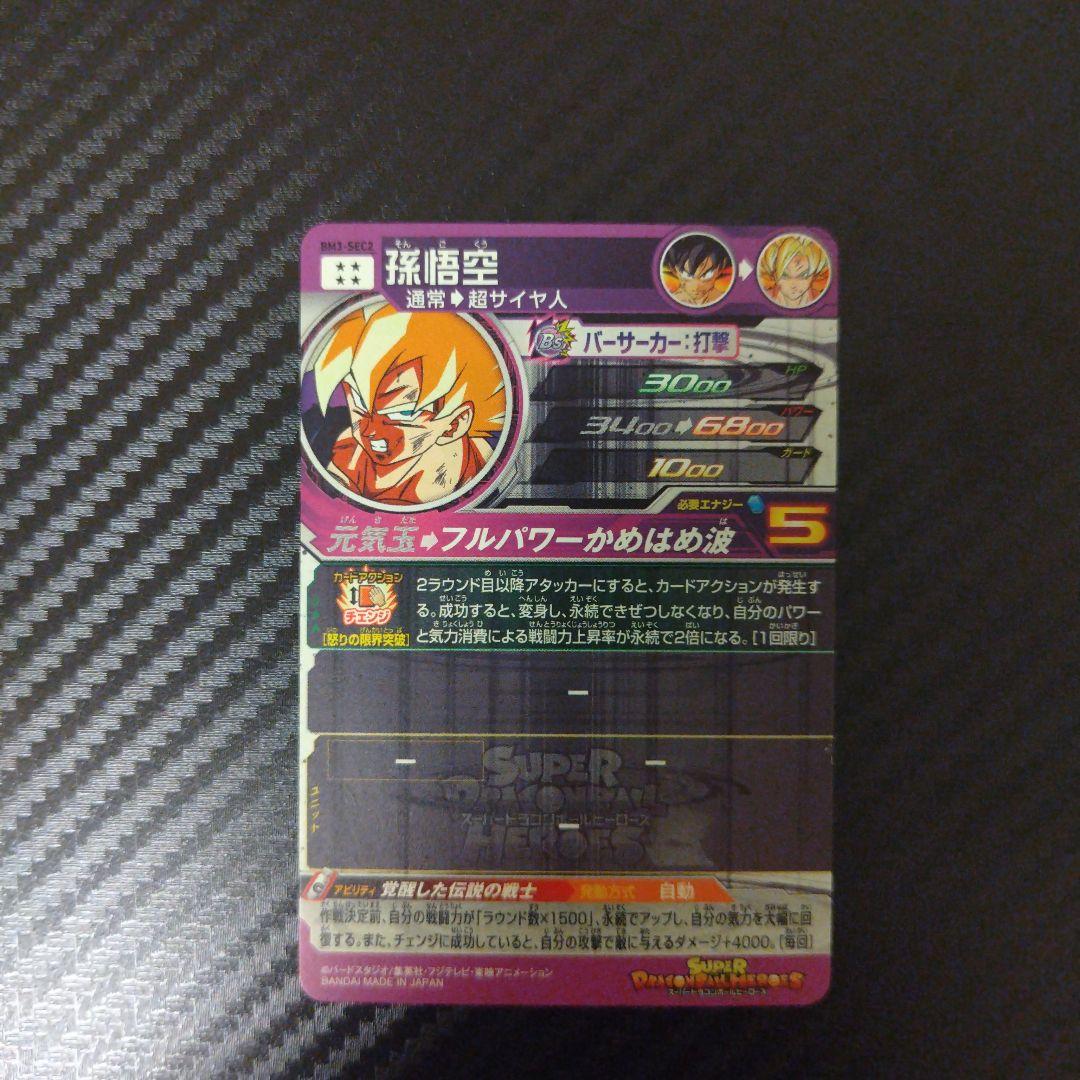 BM3-SEC2
孫悟空
そん ご くう
通常➡超サイヤ人
BS バーサーカー:打撃
HP
3000
パワー
3400➡6800
ガード
1000
必要エナジー
5
元気玉➡フルパワーかめはめ波
げん き だま は
カードアクション
チェンジ
[怒りの限界突破]
2ラウンド目以降アタッカーにすると、カードアクションが発生す
る。成功すると、変身し、永続できぜつしなくなり、自分のパワー
と気力消費による戦闘力上昇率が永続で2倍になる。[1回限り]
-
- -
-
ユニット
SUPER
DRAGONBALL
スーパードラゴンボールヒーローズ
HEROES
アビリティ 覚醒した伝説の戦士 発動方式 自動
作戦決定前、自分の戦闘力が「ラウンド数×1500」、永続でアップし、自分の気力を大幅に回
復する。また、チェンジに成功していると、自分の攻撃で敵に与えるダメージ+4000。[毎回]
©バードスタジオ/集英社・フジテレビ・東映アニメーション
BANDAI MADE IN JAPAN
SUPER
DRAGONBALL HEROES
スーパードラゴンボールヒーローズ